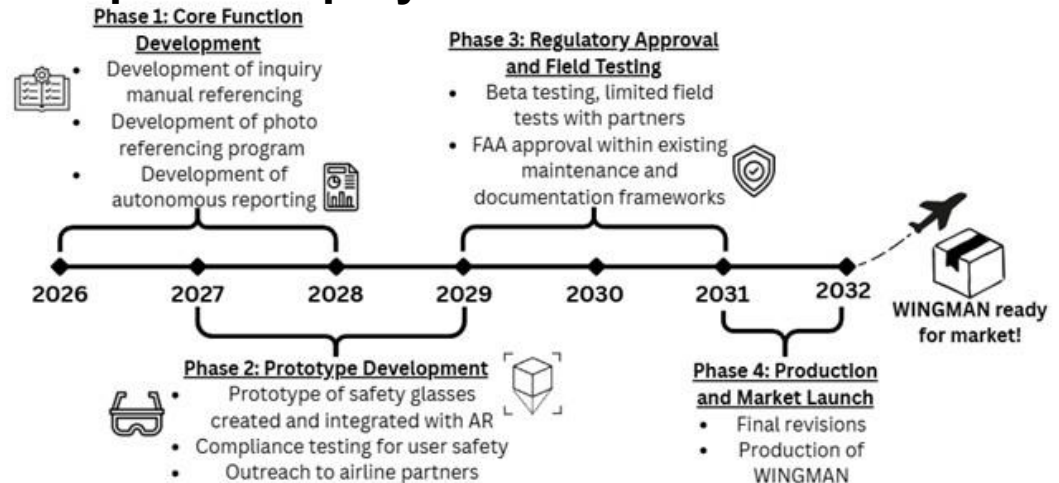 Phase 1: Core Function
Development
• Development of inquiry
manual referencing
• Development of photo
referencing program
• Development of
autonomous reporting
Phase 3: Regulatory Approval
and Field Testing
• Beta testing, limited field
tests with partners
• FAA approval within existing
maintenance and
documentation frameworks
2026
2027
2028
2029
2030
2031
2032
WINGMAN ready
for market!
Phase 2: Prototype Development
• Prototype of safety glasses
created and integrated with AR
• Compliance testing for user safety
• Outreach to airline partners
Phase 4: Production
and Market Launch
• Final revisions
• Production of
WINGMAN